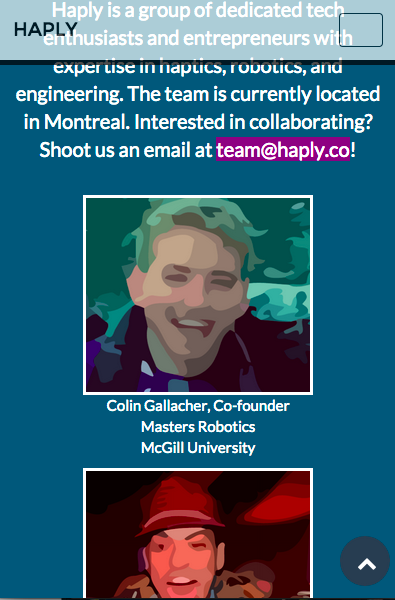 Haply is a group of dedicated tech
HAPLY
enthusiasts and entrepreneurs with
expertise in haptics, robotics, and
engineering. The team is currently located
in Montreal. Interested in collaborating?
Shoot us an email at team@haply.co!
Colin Gallacher, Co-founder
Masters Robotics
McGill University